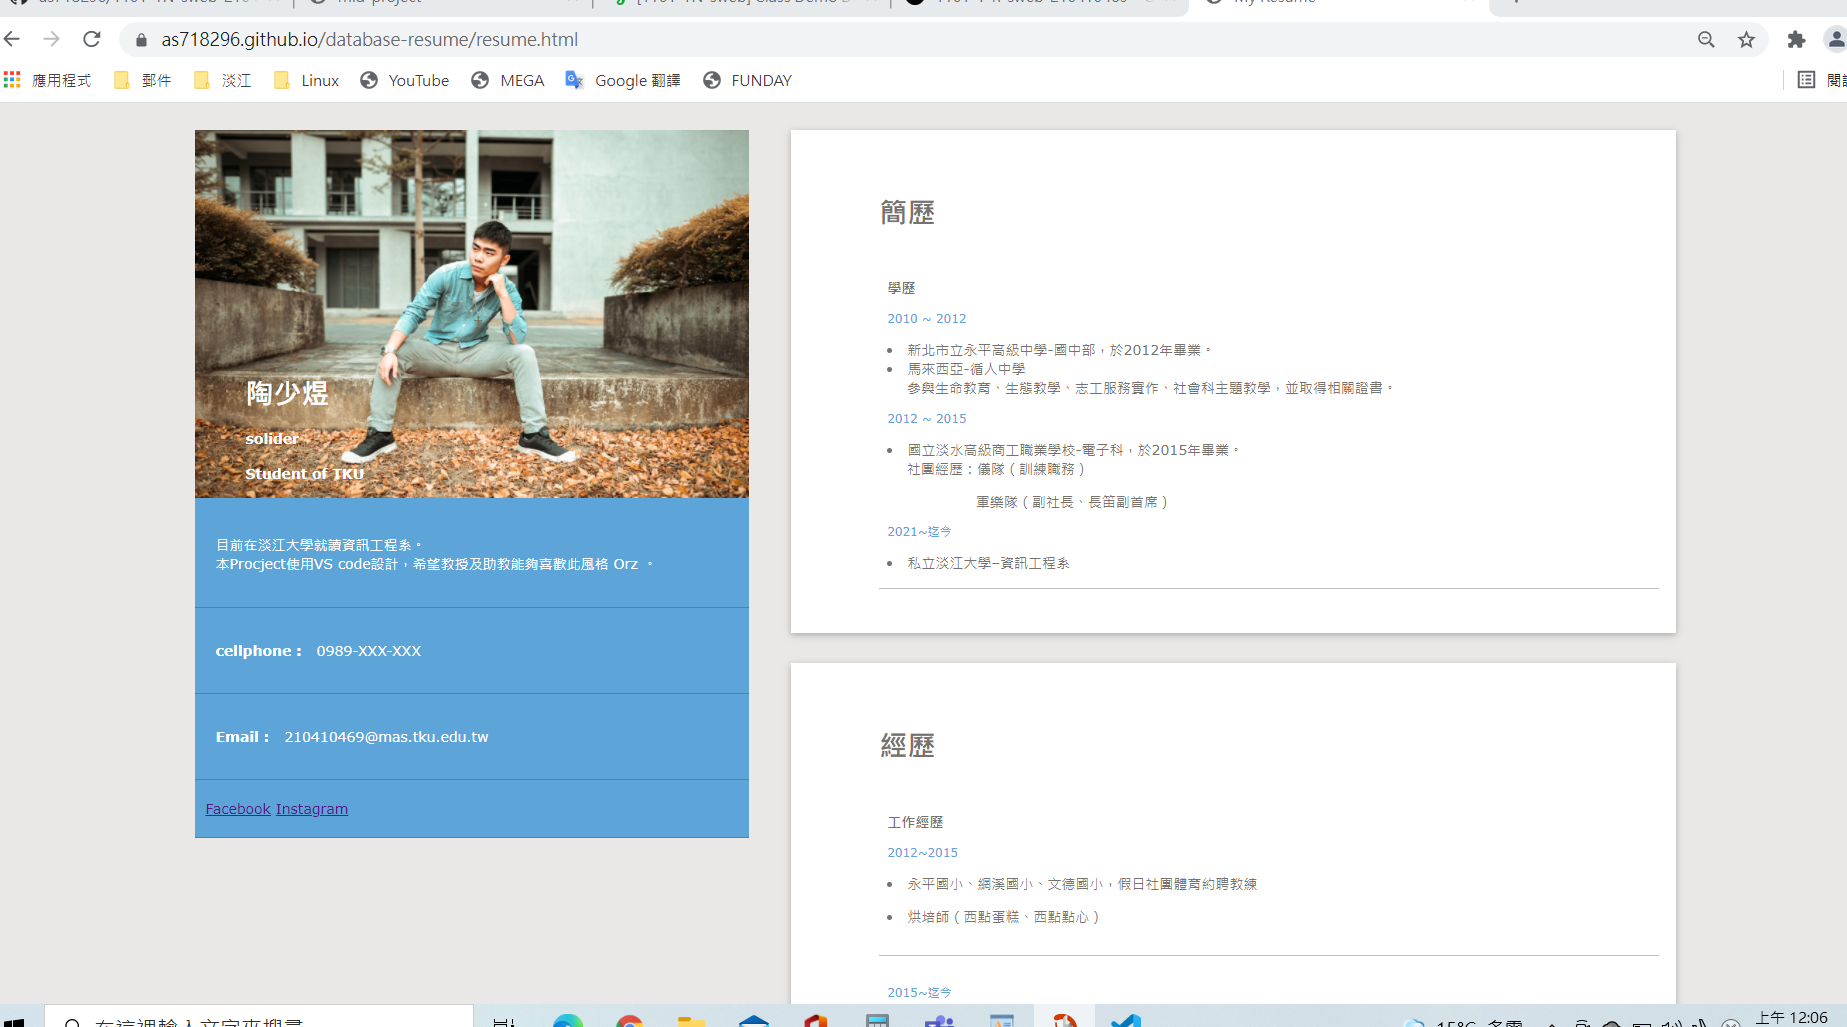 as718296.github.io/database-resume/resume.html
應用程式 郵件 淡江 Linux YouTube MEGA Google 翻譯 FUNDAY
陶少煜
solider
Student of TKU
目前在淡江大學就讀資訊工程系。
本Procject使用VS code設計,希望教授及助教能夠喜歡此風格 Orz 。
cellphone : 0989-XXX-XXX
Email : 210410469@mas.tku.edu.tw
Facebook Instagram
簡歷
學歷
2010 ~ 2012
新北市立永平高級中學-國中部,於2012年畢業。
馬來西亞-循人中學
參與生命教育、生態教學、志工服務實作、社會科主題教學,並取得相關證書。
2012 ~ 2015
國立淡水高級商工職業學校-電子科,於2015年畢業。
社團經歷:儀隊(訓練職務)
軍樂隊(副社長、長笛副首席)
2021~迄今
私立淡江大學–資訊工程系
經歷
工作經歷
2012~2015
永平國小、網溪國小、文德國小,假日社團體育約聘教練
烘培師(西點蛋糕、西點點心)
2015~迄今
上午 12:06